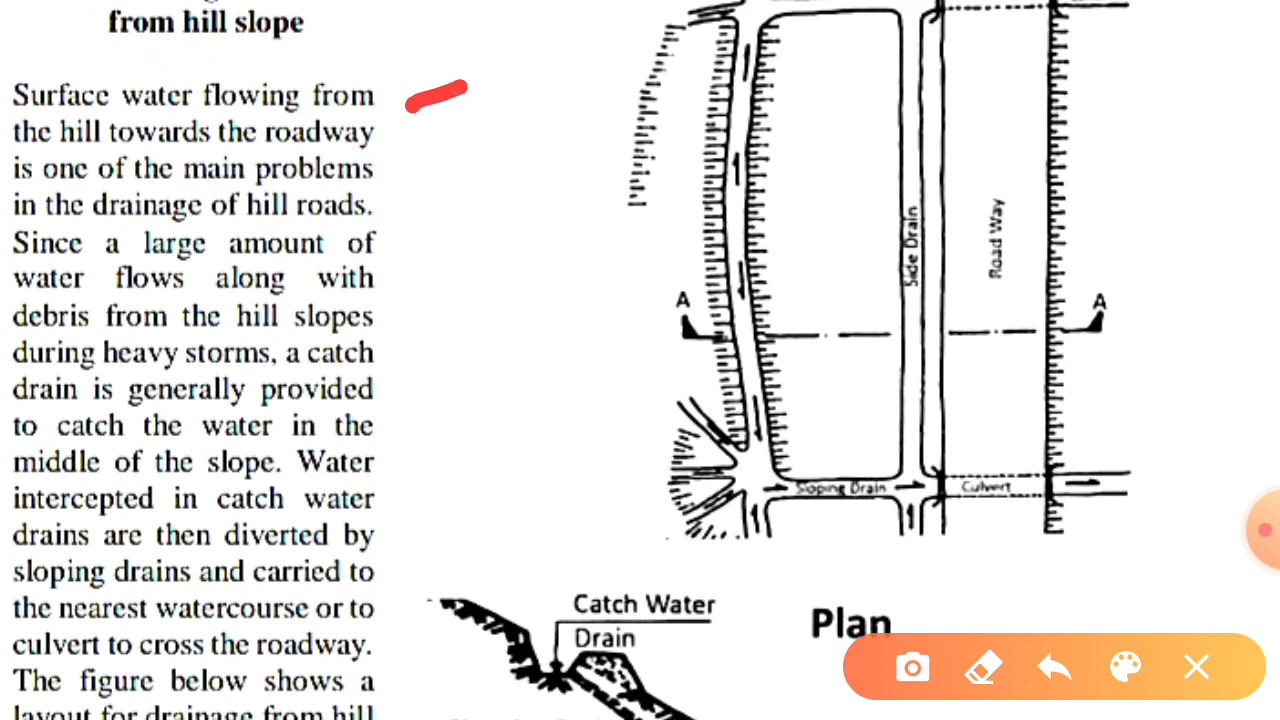 from hill slope
Surface water flowing from
the hill towards the roadway
is one of the main problems
in the drainage of hill roads.
Since a large amount of
water flows along with
debris from the hill slopes
during heavy storms, a catch
drain is generally provided
to catch the water in the
middle of the slope. Water
intercepted in catch water
drains are then diverted by
sloping drains and carried to
the nearest watercourse or to
culvert to cross the roadway.
The figure below shows a
layout for drainage from hill
Side Drain
Road Way
A
A
Sloping Drain
Culvert
Plan
Catch Water
Drain